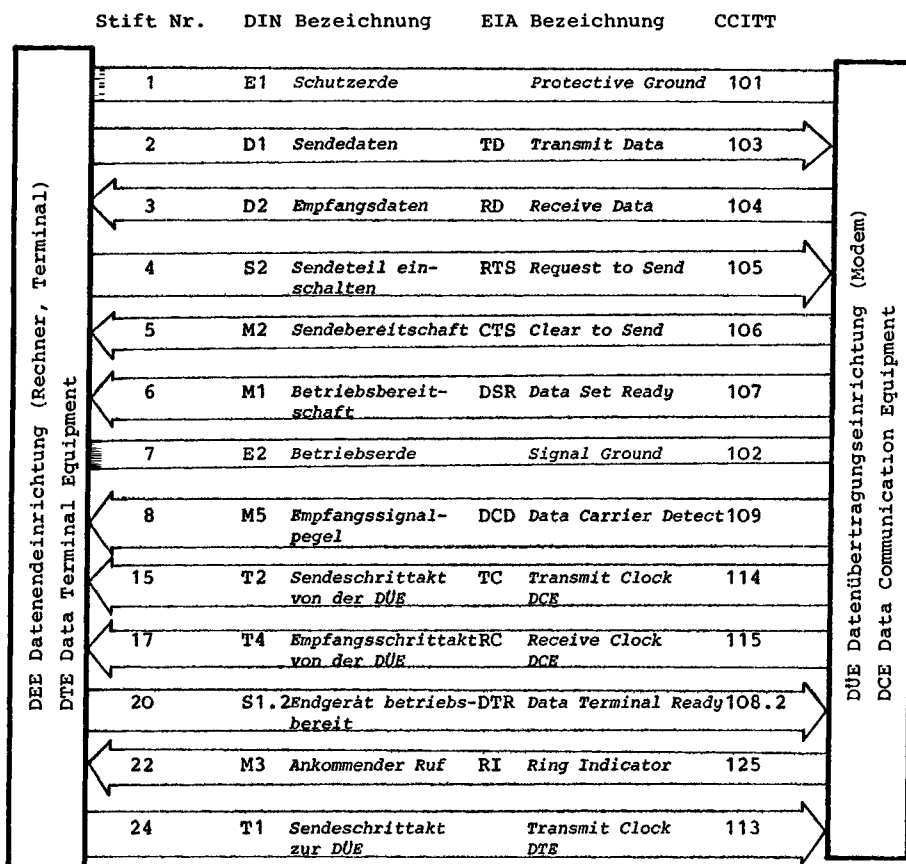 Stift Nr. DIN Bezeichnung EIA Bezeichnung CCITT
1 E1 Schutzerde Protective Ground 101
2 D1 Sendedaten TD Transmit Data 103
3 D2 Empfangsdaten RD Receive Data 104
4 S2 Sendeteil ein- RTS Request to Send 105
schalten
5 M2 Sendebereitschaft CTS Clear to Send 106
6 M1 Betriebsbereit- DSR Data Set Ready 107
schaft
7 E2 Betriebserde Signal Ground 102
8 M5 Empfangssignal- DCD Data Carrier Detect 109
pegel
15 T2 Sendeschrittakt TC Transmit Clock 114
von der DÜE DCE
17 T4 Empfangsschrittakt RC Receive Clock 115
von der DÜE DCE
20 S1.2 Endgerät betriebs- DTR Data Terminal Ready 108.2
bereit
22 M3 Ankommender Ruf RI Ring Indicator 125
24 T1 Sendeschrittakt Transmit Clock 113
zur DÜE DTE
DEE Datenendeinrichtung (Rechner, Terminal)
DTE Data Terminal Equipment
DÜE Datenübertragungseinrichtung (Modem)
DCE Data Communication Equipment